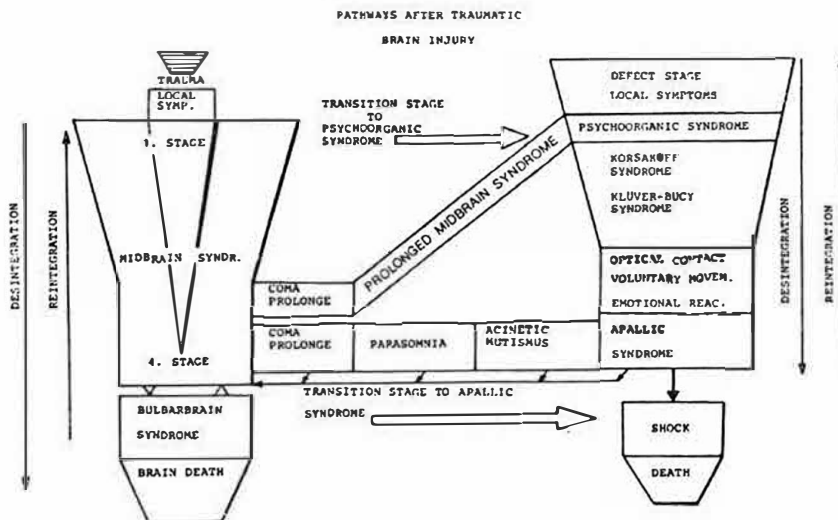 PATHWAYS AFTER TRAUMATIC
BRAIN INJURY
TRAUMA
LOCAL
SYMP.
1. STAGE
MIDBRAIN SYNDR.
4. STAGE
BULBARBRAIN
SYNDROME
BRAIN DEATH
DESINTEGRATION
REINTEGRATION
TRANSITION STAGE
TO
PSYCHOORGANIC
SYNDROME
PROLONGED MIDBRAIN SYNDROME
COMA
PROLONGE
COMA
PROLONGE
PARASOMNIA
ACINETIC
MUTISMUS
TRANSITION STAGE TO APALLIC
SYNDROME
DEFECT STAGE
LOCAL SYMPTOMS
PSYCHOORGANIC SYNDROME
KORSAKOFF
SYNDROME
KLUVER-BUCY
SYNDROME
OPTICAL CONTACT
VOLUNTARY MOVEM.
EMOTIONAL REAC.
APALLIC
SYNDROME
SHOCK
DEATH
DESINTEGRATION
REINTEGRATION